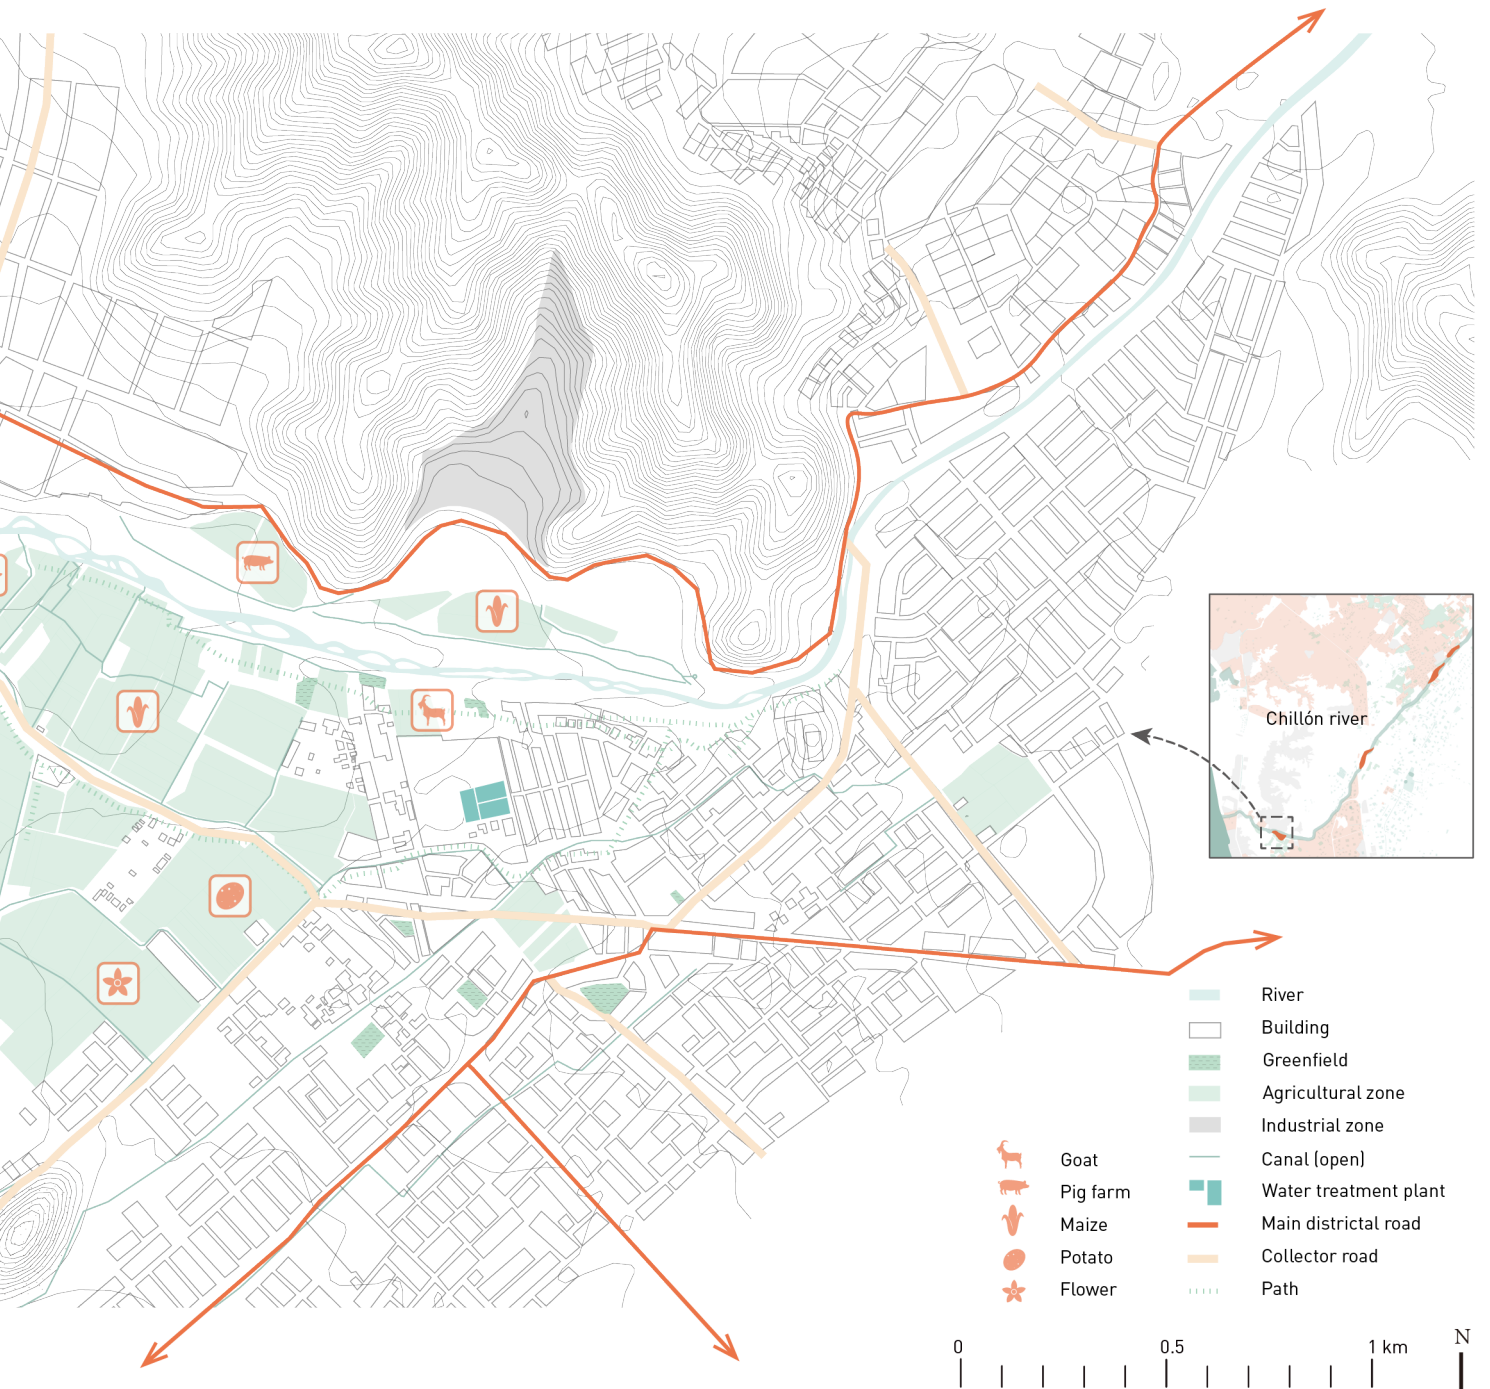 Chillón river
River
Building
Greenfield
Agricultural zone
Industrial zone
Canal (open)
Water treatment plant
Main districtal road
Collector road
Path
Goat
Pig farm
Maize
Potato
Flower
0 0.5 1 km
N